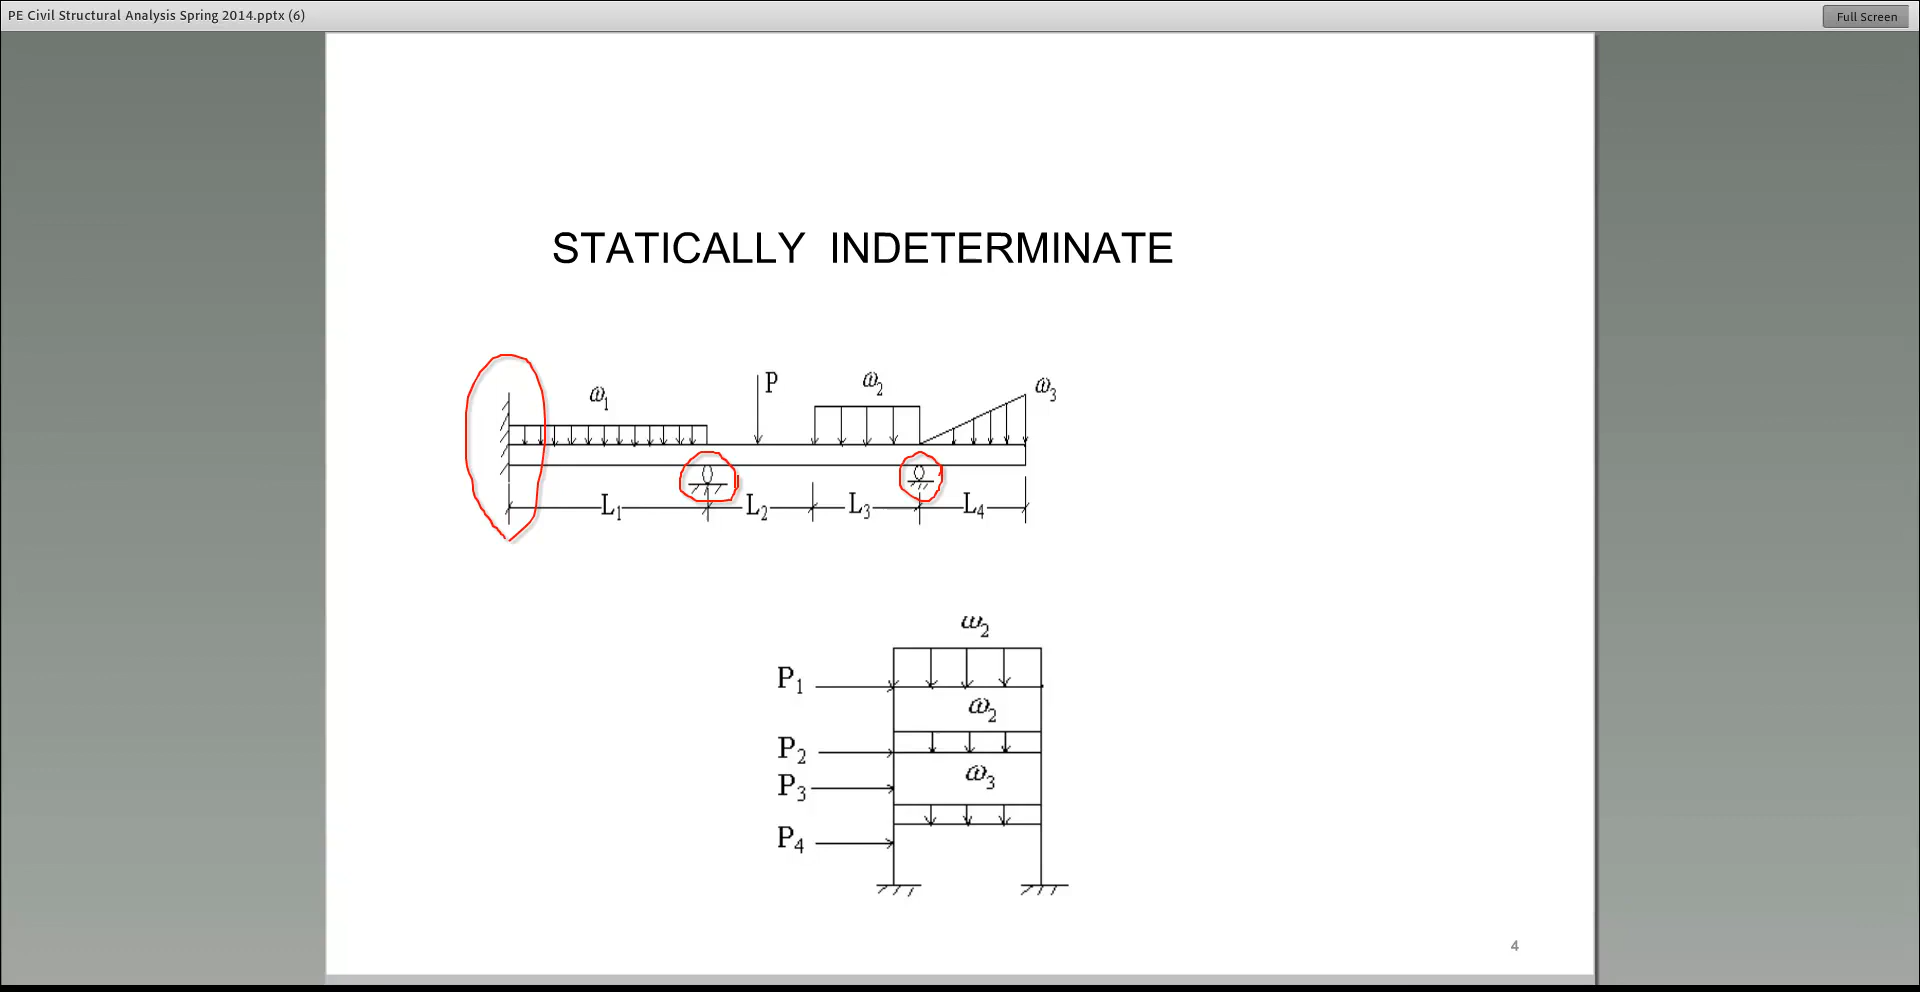 PE Civil Structural Analysis Spring 2014.pptx (6)
Full Screen
STATICALLY INDETERMINATE
ω1 P ω2 ω3
L1 L2 L3 L4
ω2
P1
ω2
P2
ω3
P3
P4
4